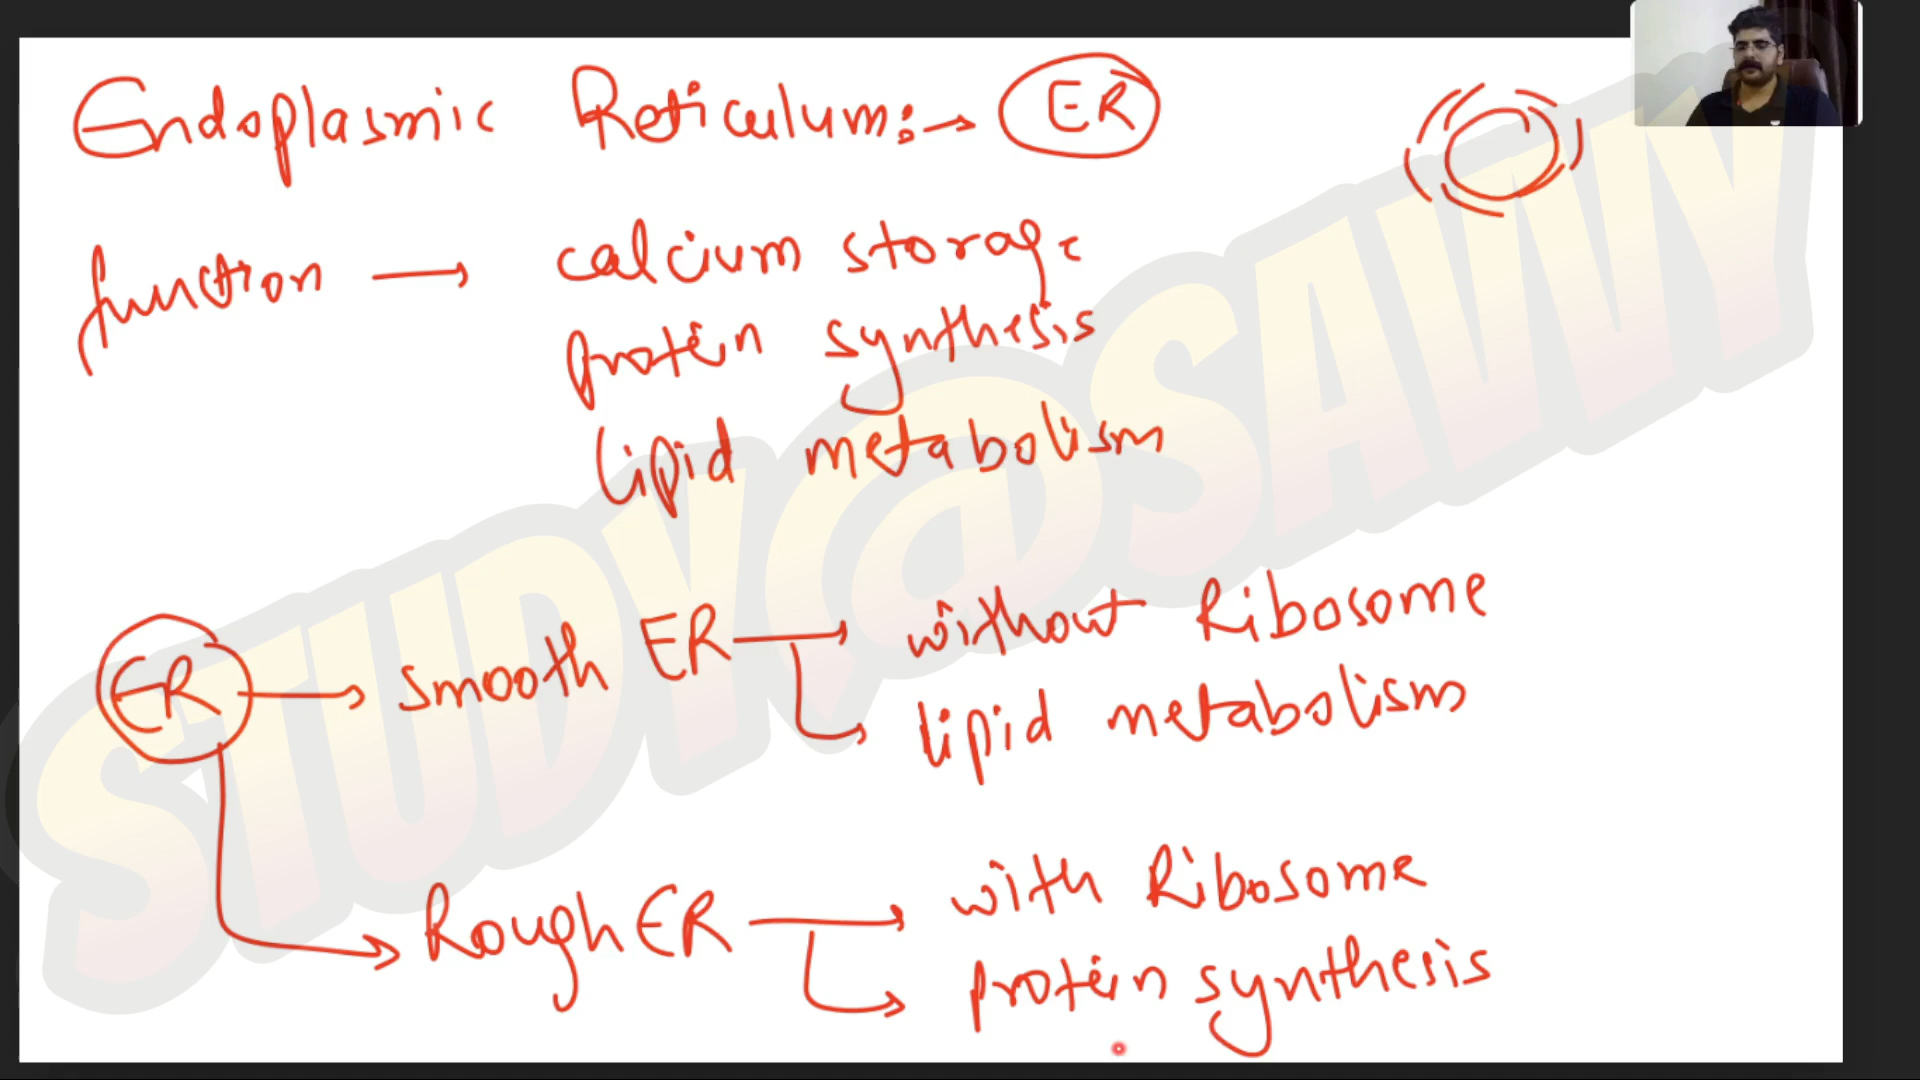 Endoplasmic Reticulum:→ ER
function → calcium storage
protein synthesis
lipid metabolism
ER → smooth ER → without Ribosome
lipid metabolism
Rough ER → with Ribosome
protein synthesis
STUDY@SAVVY